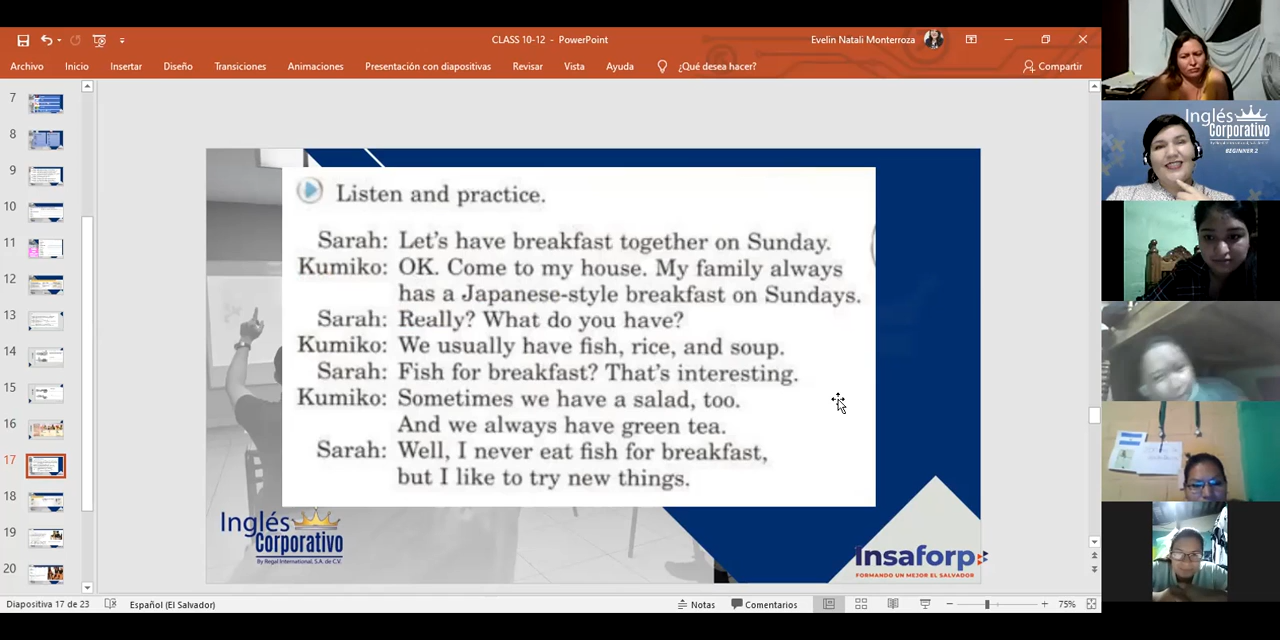 CLASS 10-12 - PowerPoint
Evelin Natali Monterroza
Archivo Inicio Insertar Diseño Transiciones Animaciones Presentación con diapositivas Revisar Vista Ayuda ¿Qué desea hacer? Compartir
7
8
9
10
11
12
13
14
15
16
17
18
19
20
Listen and practice.
Sarah: Let's have breakfast together on Sunday.
Kumiko: OK. Come to my house. My family always
has a Japanese-style breakfast on Sundays.
Sarah: Really? What do you have?
Kumiko: We usually have fish, rice, and soup.
Sarah: Fish for breakfast? That's interesting.
Kumiko: Sometimes we have a salad, too.
And we always have green tea.
Sarah: Well, I never eat fish for breakfast,
but I like to try new things.
Inglés
Corporativo
By Regal International, S.A. de C.V.
Insaforp
FORMANDO UN MEJOR EL SALVADOR
Inglés
Corporativo
BEGINNER 2
Diapositiva 17 de 23 Español (El Salvador) Notas Comentarios 75%